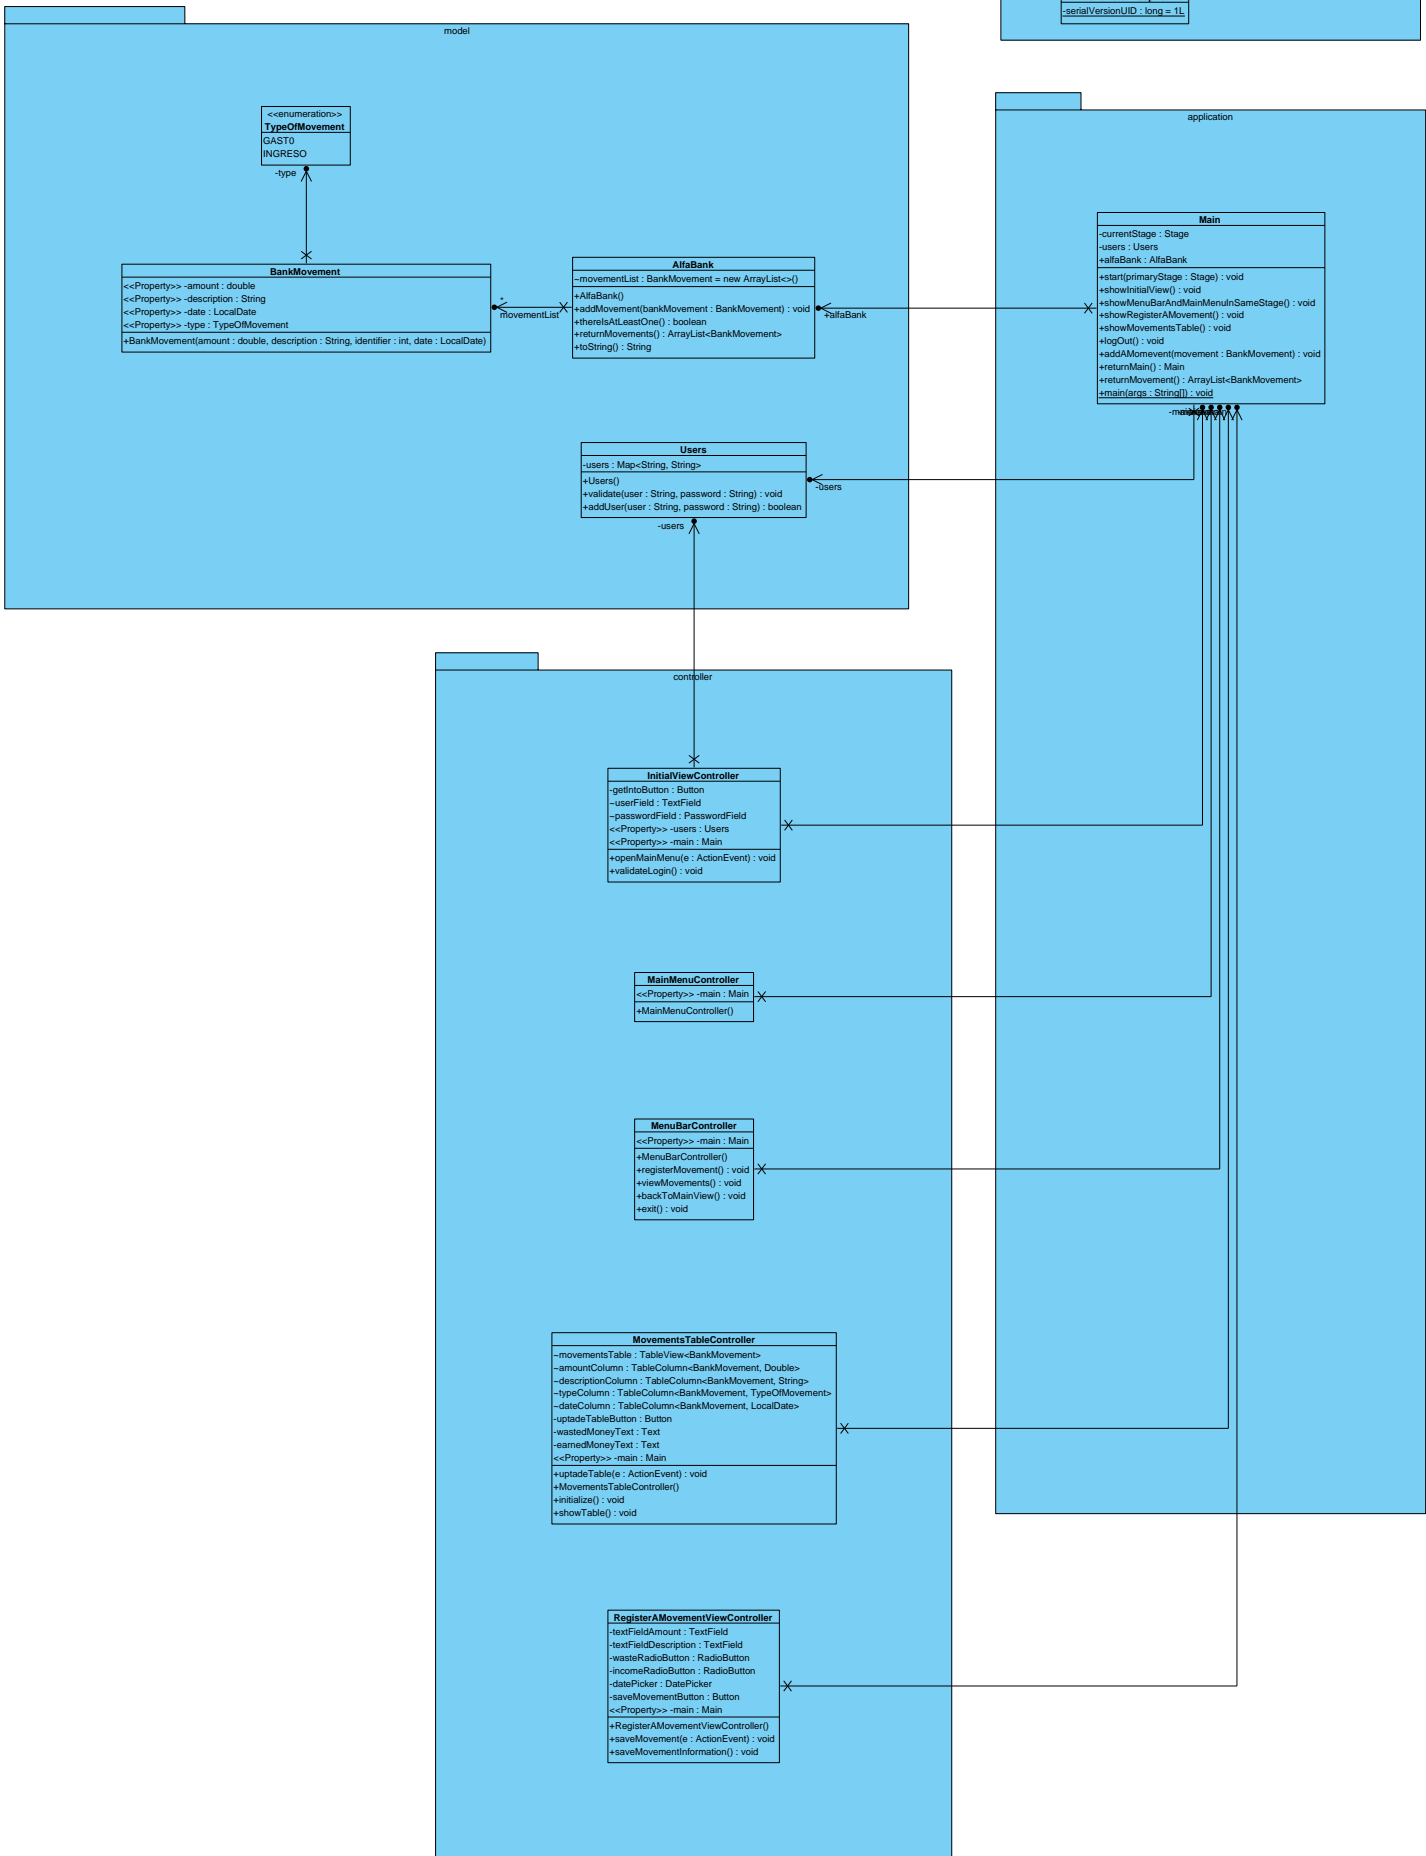 -serialVersionUID : long = 1L
model
<<enumeration>>
TypeOfMovement
GAST0
INGRESO
-type
BankMovement
<<Property>> -amount : double
<<Property>> -description : String
<<Property>> -date : LocalDate
<<Property>> -type : TypeOfMovement
+BankMovement(amount : double, description : String, identifier : int, date : LocalDate)
*
movementList
AlfaBank
~movementList : BankMovement = new ArrayList<>()
+AlfaBank()
+addMovement(bankMovement : BankMovement) : void
+thereIsAtLeastOne() : boolean
+returnMovements() : ArrayList<BankMovement>
+toString() : String
+alfaBank
Users
-users : Map<String, String>
+Users()
+validate(user : String, password : String) : void
+addUser(user : String, password : String) : boolean
-users
-users
application
Main
-currentStage : Stage
-users : Users
+alfaBank : AlfaBank
+start(primaryStage : Stage) : void
+showInitialView() : void
+showMenuBarAndMainMenuInSameStage() : void
+showRegisterAMovement() : void
+showMovementsTable() : void
+logOut() : void
+addAMomevent(movement : BankMovement) : void
+returnMain() : Main
+returnMovement() : ArrayList<BankMovement>
+main(args : String[]) : void
controller
InitialViewController
-getIntoButton : Button
~userField : TextField
~passwordField : PasswordField
<<Property>> -users : Users
<<Property>> -main : Main
+openMainMenu(e : ActionEvent) : void
+validateLogin() : void
MainMenuController
<<Property>> -main : Main
+MainMenuController()
MenuBarController
<<Property>> -main : Main
+MenuBarController()
+registerMovement() : void
+viewMovements() : void
+backToMainView() : void
+exit() : void
MovementsTableController
~movementsTable : TableView<BankMovement>
~amountColumn : TableColumn<BankMovement, Double>
~descriptionColumn : TableColumn<BankMovement, String>
~typeColumn : TableColumn<BankMovement, TypeOfMovement>
~dateColumn : TableColumn<BankMovement, LocalDate>
-uptadeTableButton : Button
-wastedMoneyText : Text
-earnedMoneyText : Text
<<Property>> -main : Main
+uptadeTable(e : ActionEvent) : void
+MovementsTableController()
+initialize() : void
+showTable() : void
RegisterAMovementViewController
-textFieldAmount : TextField
-textFieldDescription : TextField
-wasteRadioButton : RadioButton
-incomeRadioButton : RadioButton
-datePicker : DatePicker
-saveMovementButton : Button
<<Property>> -main : Main
+RegisterAMovementViewController()
+saveMovement(e : ActionEvent) : void
+saveMovementInformation() : void